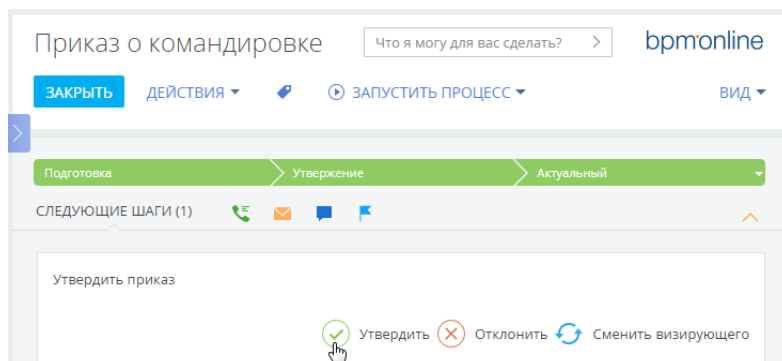 Приказ о командировке Что я могу для вас сделать? bpm'online
ЗАКРЫТЬ ДЕЙСТВИЯ ЗАПУСТИТЬ ПРОЦЕСС ВИД
Подготовка Утвержение Актуальный
СЛЕДУЮЩИЕ ШАГИ (1)
Утвердить приказ
Утвердить Отклонить Сменить визирующего